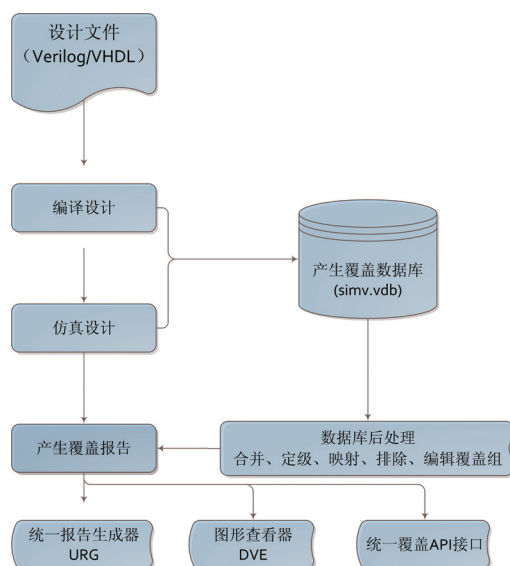 设计文件
（Verilog/VHDL）
编译设计
产生覆盖数据库
(simv.vdb)
仿真设计
产生覆盖报告
数据库后处理
合并、定级、映射、排除、编辑覆盖组
统一报告生成器
URG
图形查看器
DVE
统一覆盖API接口